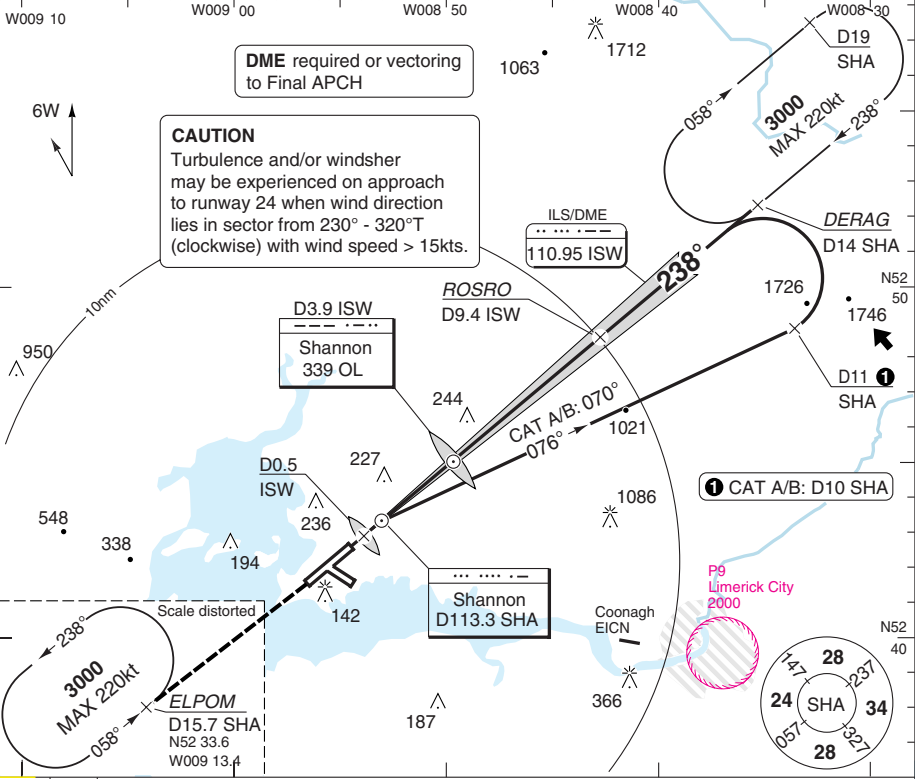 W009 10
W009 00
W008 50
W008 40
W008 30
DME required or vectoring
to Final APCH
1063
1712
D19
SHA
6W
CAUTION
Turbulence and/or windsher
may be experienced on approach
to runway 24 when wind direction
lies in sector from 230° - 320°T
(clockwise) with wind speed > 15kts.
058°
3000
MAX 220kt
238°
ILS/DME
110.95 ISW
238°
DERAG
D14 SHA
N52
50
ROSRO
D9.4 ISW
10nm
D3.9 ISW
Shannon
339 OL
1726
1746
950
D11 1
SHA
244
CAT A/B: 070°
076°
1021
D0.5
ISW
227
236
1 CAT A/B: D10 SHA
1086
548
338
194
P9
Limerick City
2000
Scale distorted
142
Shannon
D113.3 SHA
Coonagh
EICN
N52
40
238°
3000
MAX 220kt
058°
ELPOM
D15.7 SHA
N52 33.6
W009 13.4
187
366
147
28
237
24
SHA
34
057
28
327